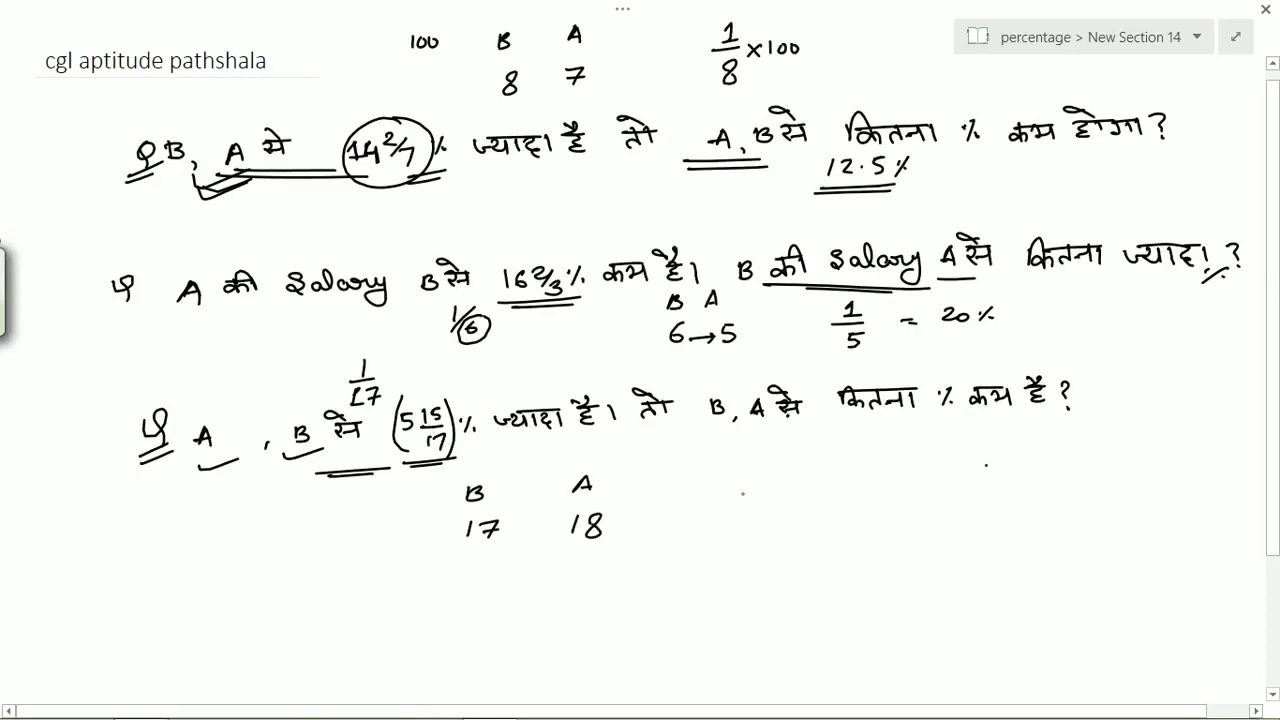 ...
percentage > New Section 14
cgl aptitude pathshala
100 B A 1/8 × 100
8 7
Q B, A से 14 2/7 % ज्यादा है तो A, B से कितना % कम होगा ?
12.5 %
A की Salary B से 16 2/3 % कम है। B की Salary A से कितना ज्यादा। ?
1/6 B A 1/5 = 20 %
6 → 5
1/17
A , B से (5 15/17) % ज्यादा है। तो B, A से कितना % कम है ?
B A
17 18